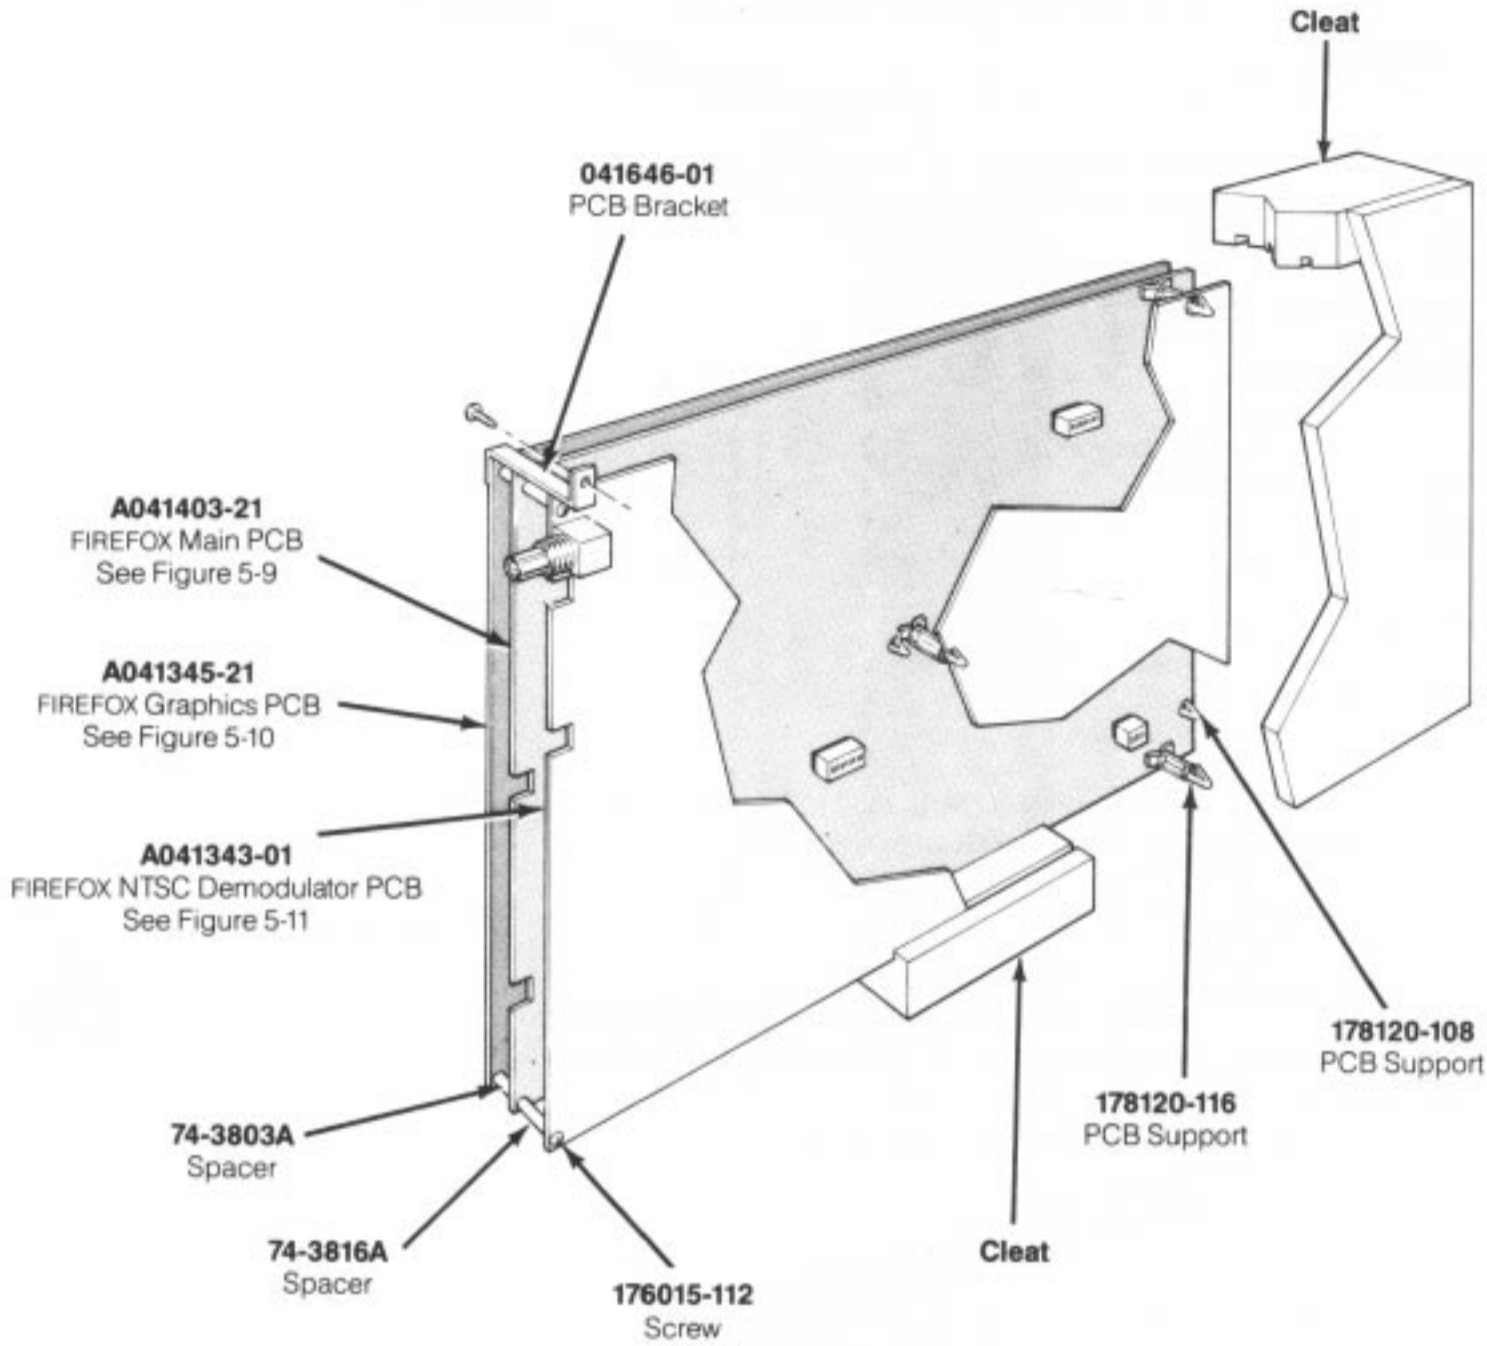 Cleat
041646-01
PCB Bracket
A041403-21
FIREFOX Main PCB
See Figure 5-9
A041345-21
FIREFOX Graphics PCB
See Figure 5-10
A041343-01
FIREFOX NTSC Demodulator PCB
See Figure 5-11
74-3803A
Spacer
74-3816A
Spacer
176015-112
Screw
Cleat
178120-116
PCB Support
178120-108
PCB Support